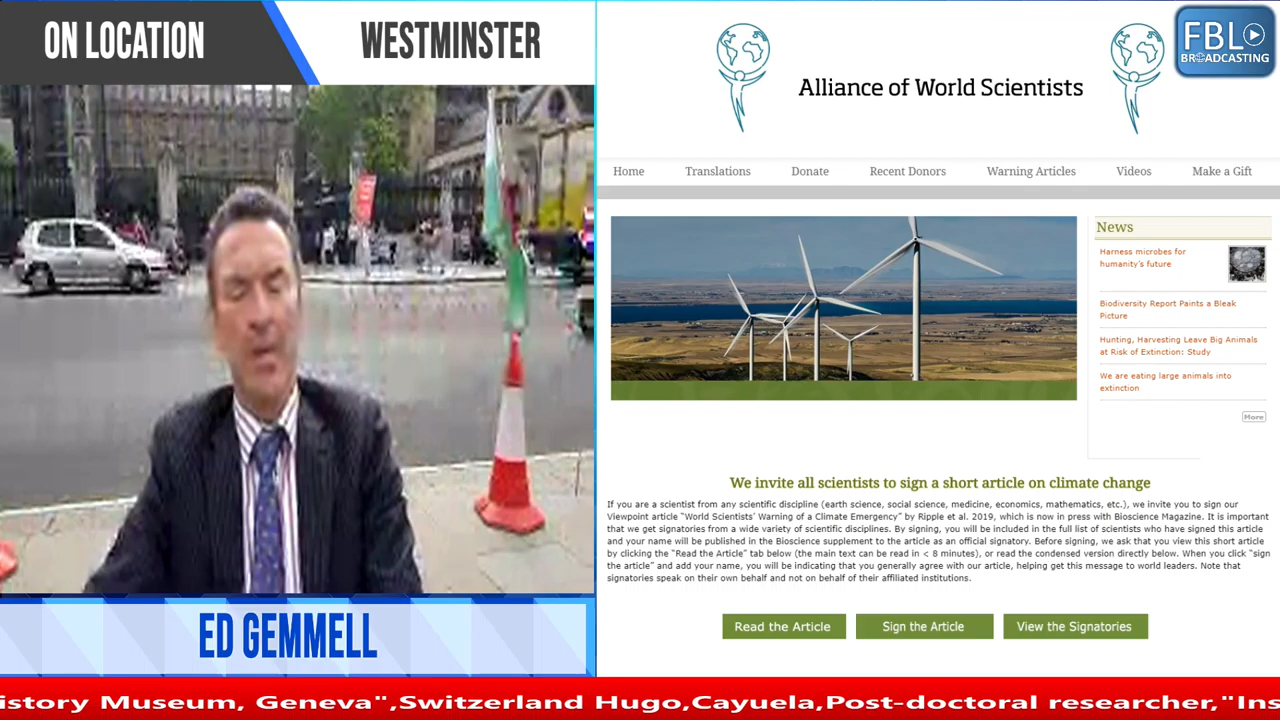 ON LOCATION
WESTMINSTER
FBL
BROADCASTING
Alliance of World Scientists
Home
Translations
Donate
Recent Donors
Warning Articles
Videos
Make a Gift
News
Harness microbes for
humanity's future
Biodiversity Report Paints a Bleak
Picture
Hunting, Harvesting Leave Big Animals
at Risk of Extinction: Study
We are eating large animals into
extinction
More
We invite all scientists to sign a short article on climate change
If you are a scientist from any scientific discipline (earth science, social science, medicine, economics, mathematics, etc.), we invite you to sign our
Viewpoint article "World Scientists' Warning of a Climate Emergency" by Ripple et al. 2019, which is now in press with Bioscience Magazine. It is important
that we get signatories from a wide variety of scientific disciplines. By signing, you will be included in the full list of scientists who have signed this article
and your name will be published in the Bioscience supplement to the article as an official signatory. Before signing, we ask that you view this short article
by clicking the "Read the Article" tab below (the main text can be read in < 8 minutes), or read the condensed version directly below. When you click "sign
the article" and add your name, you will be indicating that you generally agree with our article, helping get this message to world leaders. Note that
signatories speak on their own behalf and not on behalf of their affiliated institutions.
Read the Article
Sign the Article
View the Signatories
ED GEMMELL
istory Museum, Geneva",Switzerland Hugo,Cayuela,Post-doctoral researcher,"Ins